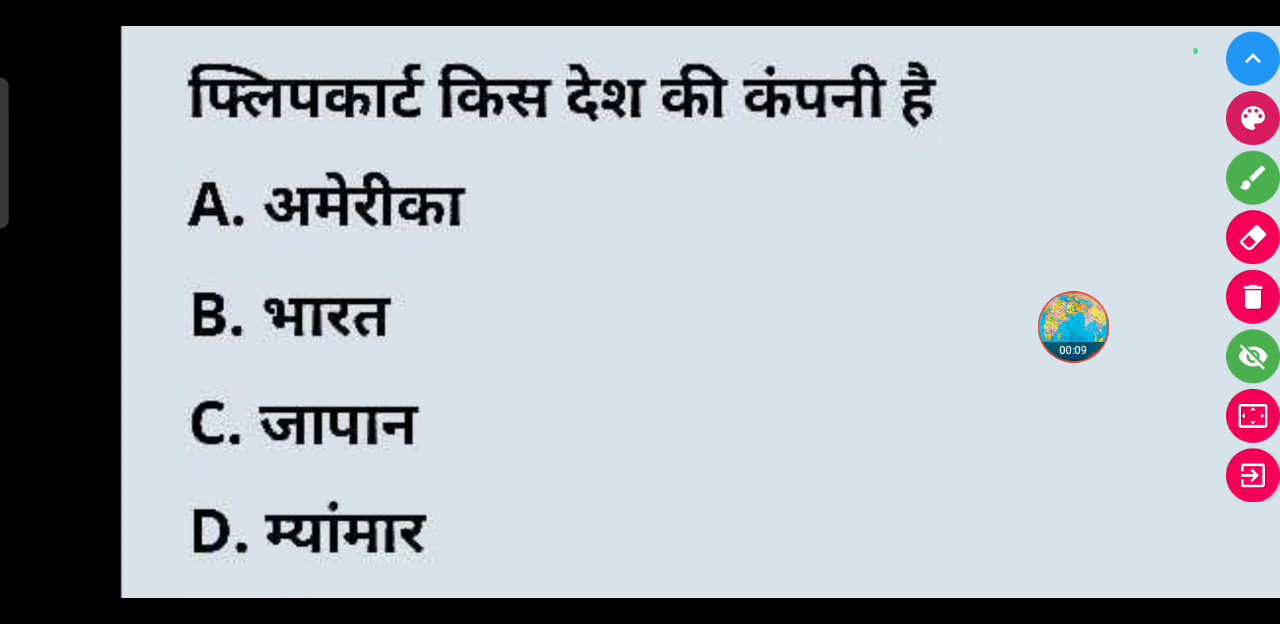 फ्लिपकार्ट किस देश की कंपनी है
A. अमेरीका
B. भारत
00:09
C. जापान
D. म्यांमार